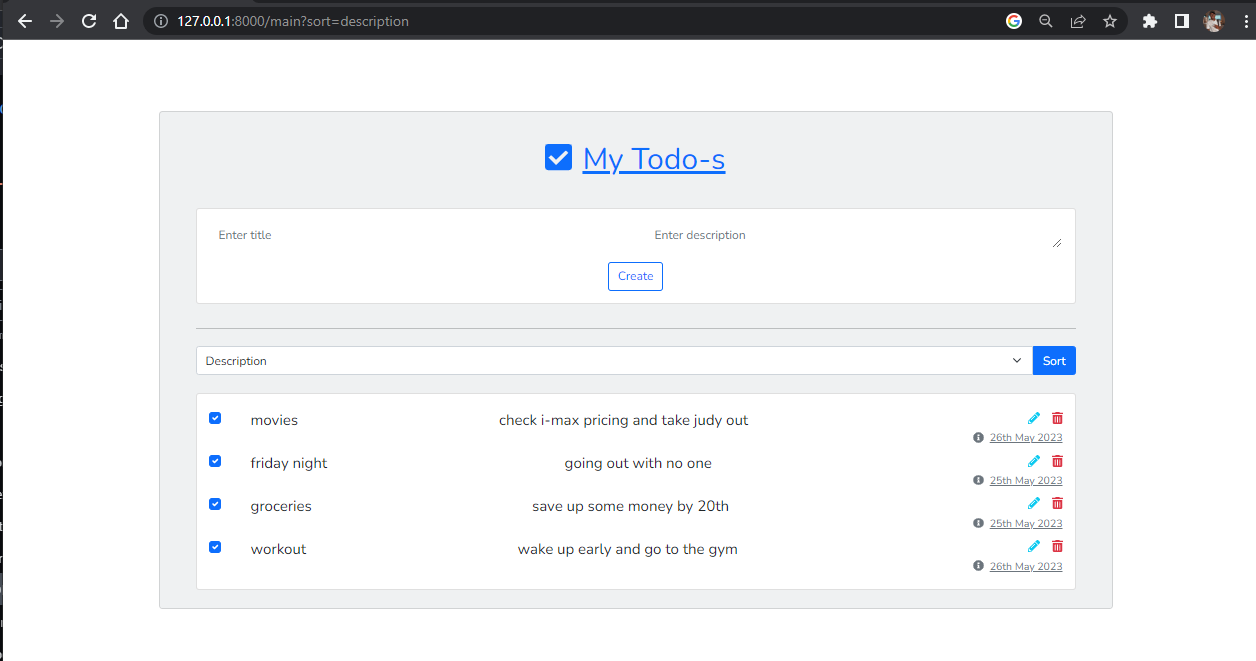 127.0.0.1:8000/main?sort=description
My Todo-s
Enter title Enter description
Create
Description Sort
movies check i-max pricing and take judy out
26th May 2023
friday night going out with no one
25th May 2023
groceries save up some money by 20th
25th May 2023
workout wake up early and go to the gym
26th May 2023